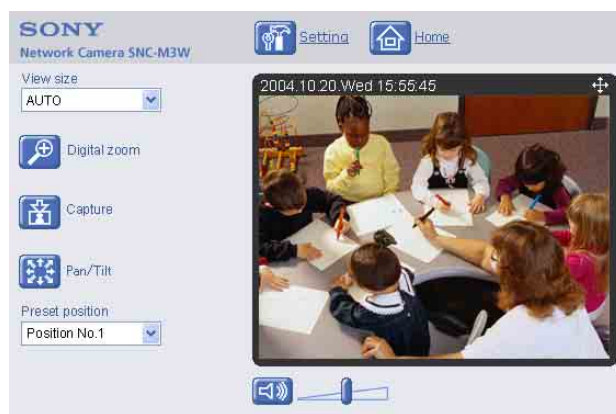 SONY
Network Camera SNC-M3W
Setting
Home
View size
AUTO
Digital zoom
Capture
Pan/Tilt
Preset position
Position No.1
2004.10.20.Wed 15:55:45